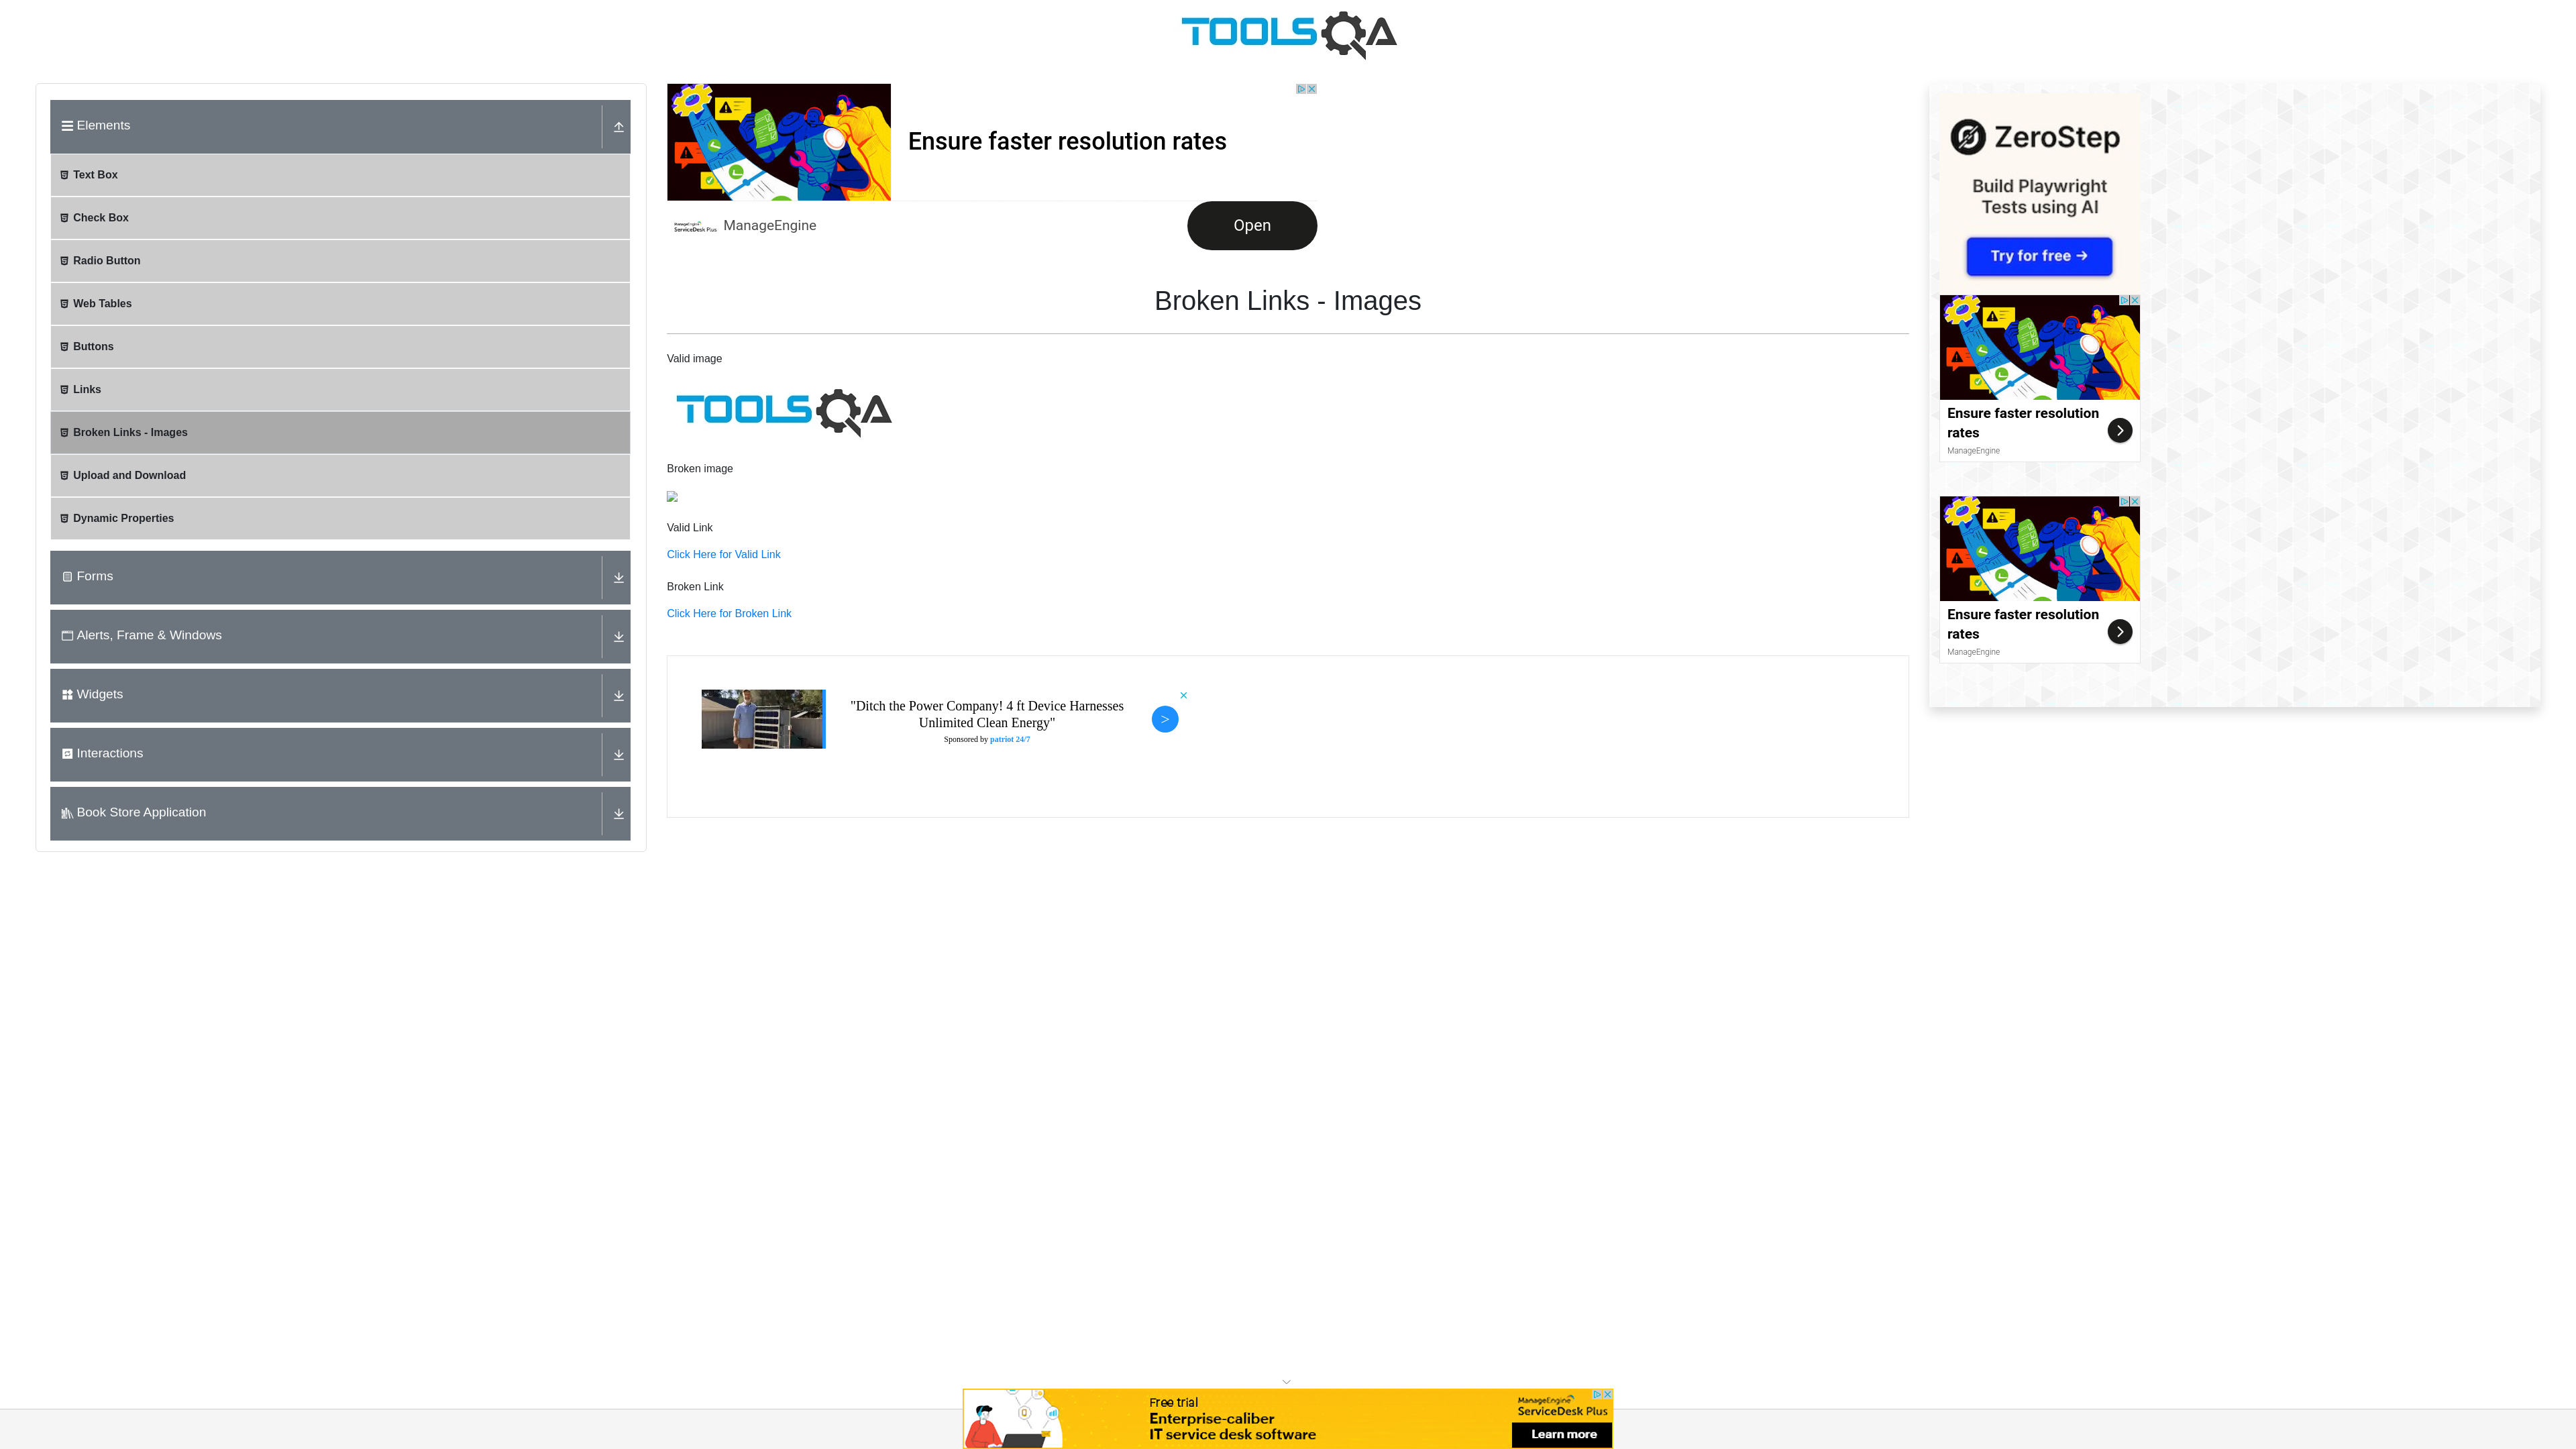 TOOLSQA
Elements
Text Box
Check Box
Radio Button
Web Tables
Buttons
Links
Broken Links - Images
Upload and Download
Dynamic Properties
Forms
Alerts, Frame & Windows
Widgets
Interactions
Book Store Application
Ensure faster resolution rates
ManageEngine
ServiceDesk Plus
ManageEngine
Open
Broken Links - Images
Valid image
TOOLSQA
Broken image
Valid Link
Click Here for Valid Link
Broken Link
Click Here for Broken Link
"Ditch the Power Company! 4 ft Device Harnesses
Unlimited Clean Energy"
Sponsored by patriot 24/7
>
ZeroStep
Build Playwright
Tests using AI
Try for free →
Ensure faster resolution
rates
ManageEngine
Ensure faster resolution
rates
ManageEngine
Free trial
Enterprise-caliber
IT service desk software
ManageEngine
ServiceDesk Plus
Learn more